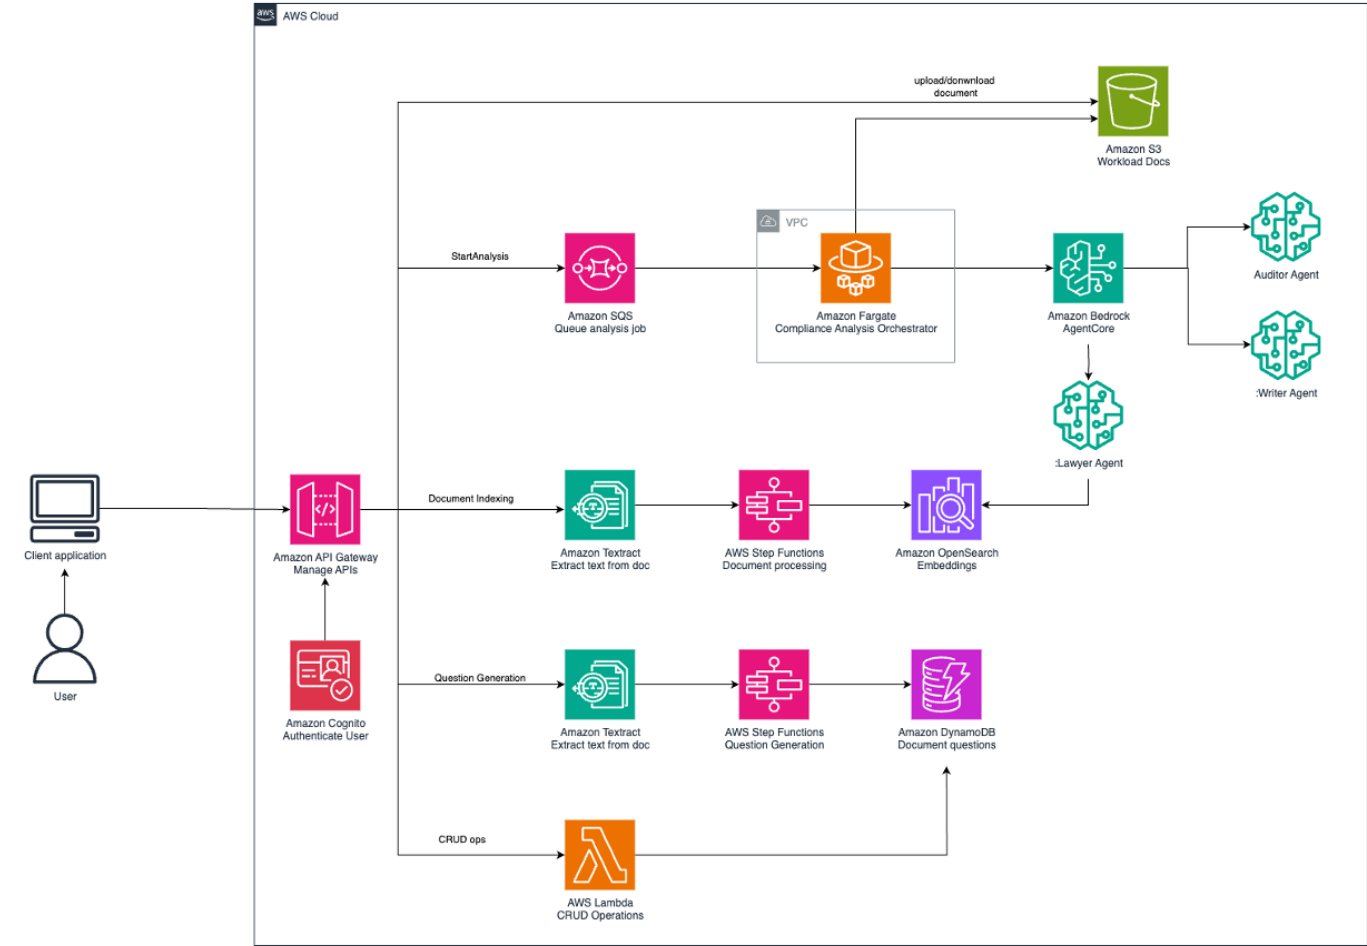 aws
AWS Cloud
upload/donwnload
document
Amazon S3
Workload Docs
VPC
StartAnalysis
Auditor Agent
Amazon SQS
Queue analysis job
Amazon Fargate
Compliance Analysis Orchestrator
Amazon Bedrock
AgentCore
:Writer Agent
:Lawyer Agent
Document Indexing
Client application
Amazon API Gateway
Manage APIs
Amazon Textract
Extract text from doc
AWS Step Functions
Document processing
Amazon OpenSearch
Embeddings
Question Generation
User
Amazon Cognito
Authenticate User
Amazon Textract
Extract text from doc
AWS Step Functions
Question Generation
Amazon DynamoDB
Document questions
CRUD ops
AWS Lambda
CRUD Operations